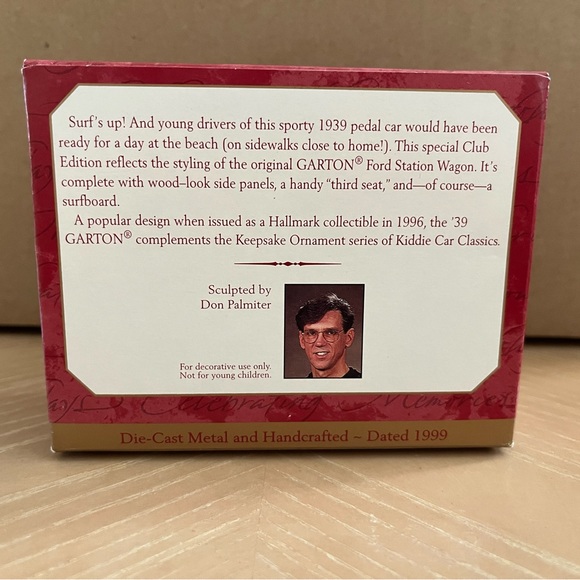 Surf's up! And young drivers of this sporty 1939 pedal car would have been
ready for a day at the beach (on sidewalks close to home!). This special Club
Edition reflects the styling of the original GARTON® Ford Station Wagon. It's
complete with wood–look side panels, a handy "third seat," and—of course—a
surfboard.
A popular design when issued as a Hallmark collectible in 1996, the '39
GARTON® complements the Keepsake Ornament series of Kiddie Car Classics.
Sculpted by
Don Palmiter
For decorative use only.
Not for young children.
Celebrating Memories
Die-Cast Metal and Handcrafted ~ Dated 1999